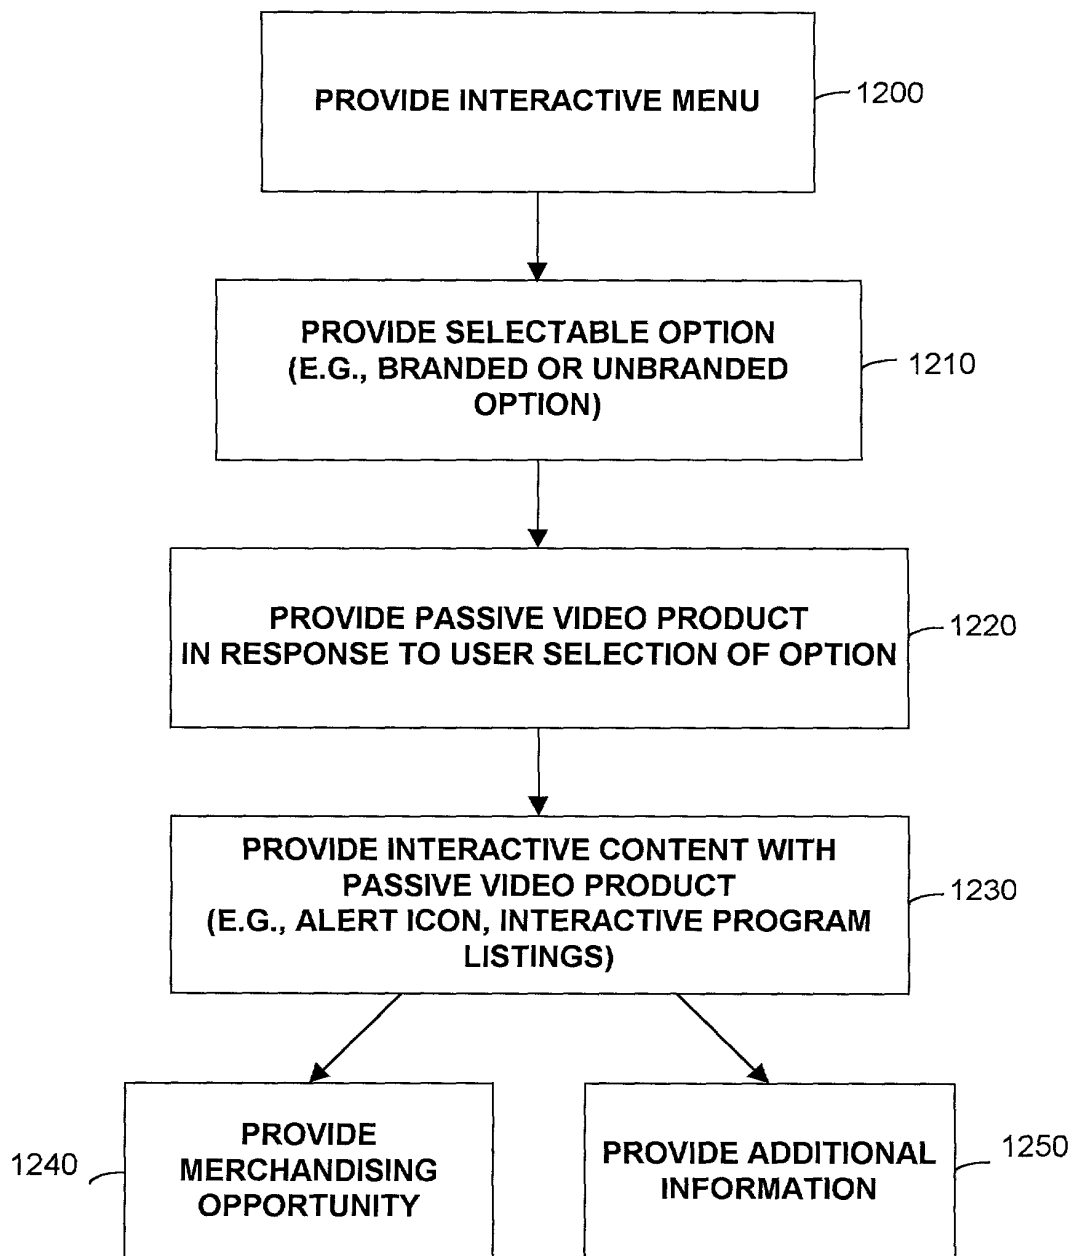 PROVIDE INTERACTIVE MENU
1200
PROVIDE SELECTABLE OPTION
(E.G., BRANDED OR UNBRANDED
OPTION)
1210
PROVIDE PASSIVE VIDEO PRODUCT
IN RESPONSE TO USER SELECTION OF OPTION
1220
PROVIDE INTERACTIVE CONTENT WITH
PASSIVE VIDEO PRODUCT
(E.G., ALERT ICON, INTERACTIVE PROGRAM
LISTINGS)
1230
1240
PROVIDE
MERCHANDISING
OPPORTUNITY
PROVIDE ADDITIONAL
INFORMATION
1250